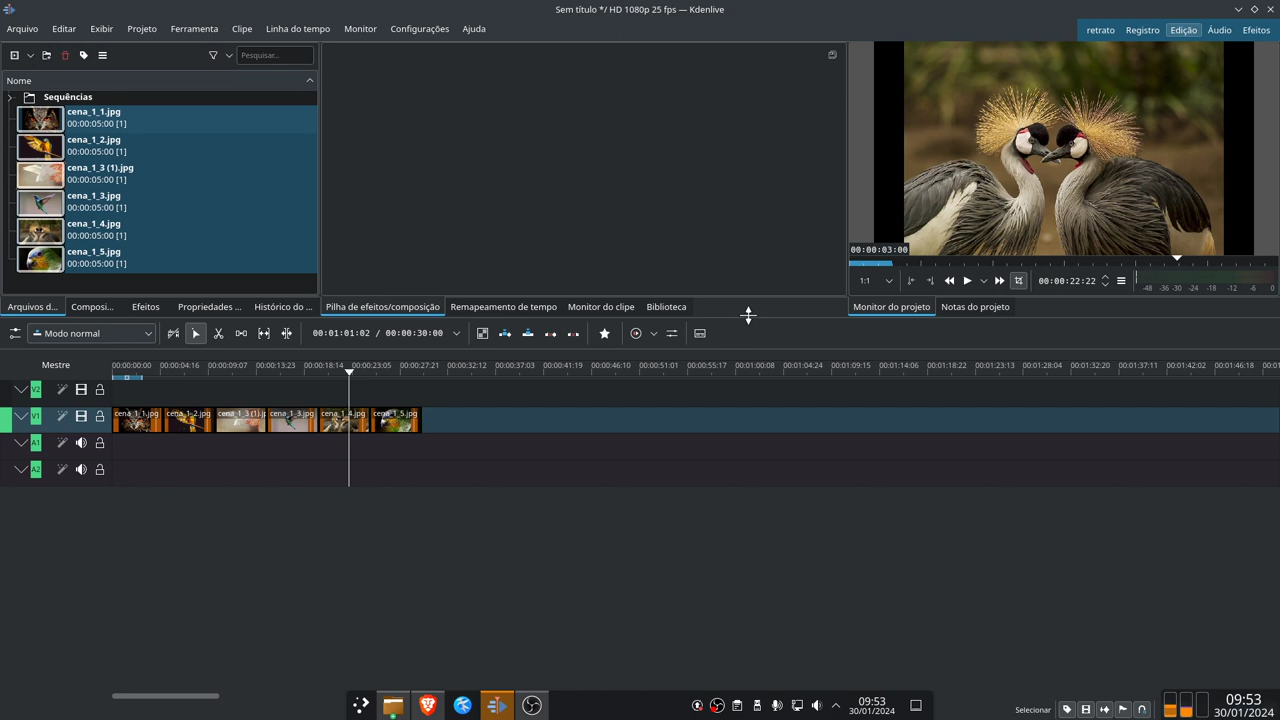 Sem título */ HD 1080p 25 fps — Kdenlive
Arquivo Editar Exibir Projeto Ferramenta Clipe Linha do tempo Monitor Configurações Ajuda
retrato Registro Edição Áudio Efeitos
Pesquisar...
Nome
Sequências
cena_1_1.jpg
00:00:05:00 [1]
cena_1_2.jpg
00:00:05:00 [1]
cena_1_3 (1).jpg
00:00:05:00 [1]
cena_1_3.jpg
00:00:05:00 [1]
cena_1_4.jpg
00:00:05:00 [1]
cena_1_5.jpg
00:00:05:00 [1]
00:00:03:00
1:1 00:00:22:22 -48 -36 -30 -24 -18 -12 -6 0
Arquivos d... Composi... Efeitos Propriedades ... Histórico do ... Pilha de efeitos/composição Remapeamento de tempo Monitor do clipe Biblioteca Monitor do projeto Notas do projeto
Modo normal 00:01:01:02 / 00:00:30:00
Mestre 00:00:00:00 00:00:04:16 00:00:09:07 00:00:13:23 00:00:18:14 00:00:23:05 00:00:27:21 00:00:32:12 00:00:37:03 00:00:41:19 00:00:46:10 00:00:51:01 00:00:55:17 00:01:00:08 00:01:04:24 00:01:09:15 00:01:14:06 00:01:18:22 00:01:23:13 00:01:28:04 00:01:32:20 00:01:37:11 00:01:42:02 00:01:46:18 00:01
V2
V1 cena_1_1.jpg cena_1_2.jpg cena_1_3 (1).j cena_1_3.jpg cena_1_4.jpg cena_1_5.jpg
A1
A2
09:53
30/01/2024
Selecionar
09:53
30/01/2024